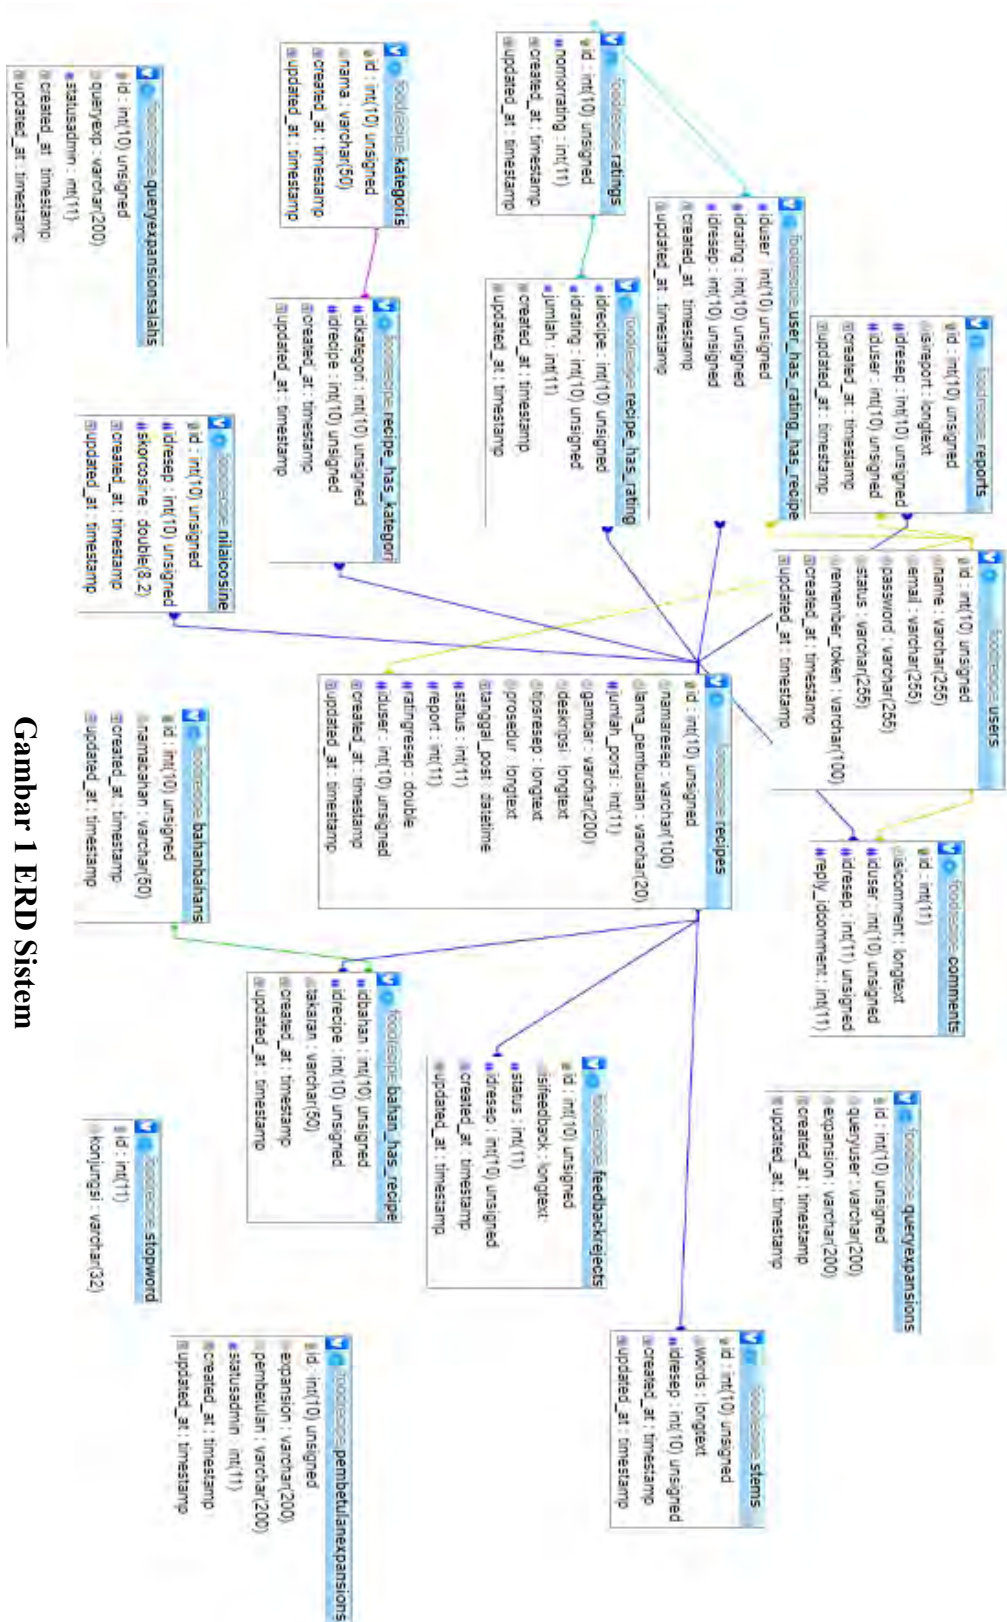 foodrecipe reports
id : int(10) unsigned
isireport : longtext
idresep : int(10) unsigned
iduser : int(10) unsigned
created_at : timestamp
updated_at : timestamp
foodrecipe users
id : int(10) unsigned
name : varchar(255)
email : varchar(255)
password : varchar(255)
status : varchar(255)
remember_token : varchar(100)
created_at : timestamp
updated_at : timestamp
foodrecipe comments
id : int(11)
isicomment : longtext
iduser : int(10) unsigned
idresep : int(11) unsigned
reply_idcomment : int(11)
foodrecipe queryexpansions
id : int(10) unsigned
queryuser : varchar(200)
expansion : varchar(200)
created_at : timestamp
updated_at : timestamp
foodrecipe user_has_rating_has_recipe
iduser : int(10) unsigned
idrating : int(10) unsigned
idresep : int(10) unsigned
created_at : timestamp
updated_at : timestamp
foodrecipe ratings
id : int(10) unsigned
nomorrating : int(11)
created_at : timestamp
updated_at : timestamp
foodrecipe recipe_has_rating
idrecipe : int(10) unsigned
idrating : int(10) unsigned
jumlah : int(11)
created_at : timestamp
updated_at : timestamp
foodrecipe recipes
id : int(10) unsigned
namaresep : varchar(100)
lama_pembuatan : varchar(20)
jumlah_porsi : int(11)
gambar : varchar(200)
deskripsi : longtext
tipsresep : longtext
prosedur : longtext
tanggal_post : datetime
status : int(11)
report : int(11)
ratingresep : double
iduser : int(10) unsigned
created_at : timestamp
updated_at : timestamp
foodrecipe feedbackrejects
id : int(10) unsigned
isifeedback : longtext
status : int(11)
idresep : int(10) unsigned
created_at : timestamp
updated_at : timestamp
foodrecipe stems
id : int(10) unsigned
words : longtext
idresep : int(10) unsigned
created_at : timestamp
updated_at : timestamp
foodrecipe kategoris
id : int(10) unsigned
nama : varchar(50)
created_at : timestamp
updated_at : timestamp
foodrecipe recipe_has_kategori
idkategori : int(10) unsigned
idrecipe : int(10) unsigned
created_at : timestamp
updated_at : timestamp
foodrecipe bahan_has_recipe
idbahan : int(10) unsigned
idrecipe : int(10) unsigned
takaran : varchar(50)
created_at : timestamp
updated_at : timestamp
foodrecipe pembetulanexpansions
id : int(10) unsigned
expansion : varchar(200)
pembetulan : varchar(200)
statusadmin : int(11)
created_at : timestamp
updated_at : timestamp
foodrecipe queryexpansionsalahs
id : int(10) unsigned
queryexp : varchar(200)
statusadmin : int(11)
created_at : timestamp
updated_at : timestamp
foodrecipe nilaicosine
id : int(10) unsigned
idresep : int(10) unsigned
skorcosine : double(8,2)
created_at : timestamp
updated_at : timestamp
foodrecipe bahanbahans
id : int(10) unsigned
namabahan : varchar(50)
created_at : timestamp
updated_at : timestamp
foodrecipe stopword
id : int(11)
konjungsi : varchar(32)
Gambar 1 ERD Sistem